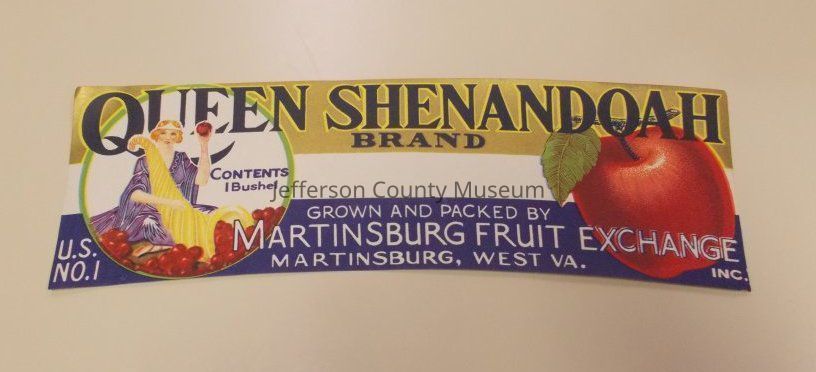 QUEEN SHENANDOAH
BRAND
CONTENTS
1 Bushel
Jefferson County Museum
GROWN AND PACKED BY
MARTINSBURG FRUIT EXCHANGE
INC.
MARTINSBURG, WEST VA.
U.S.
NO.1